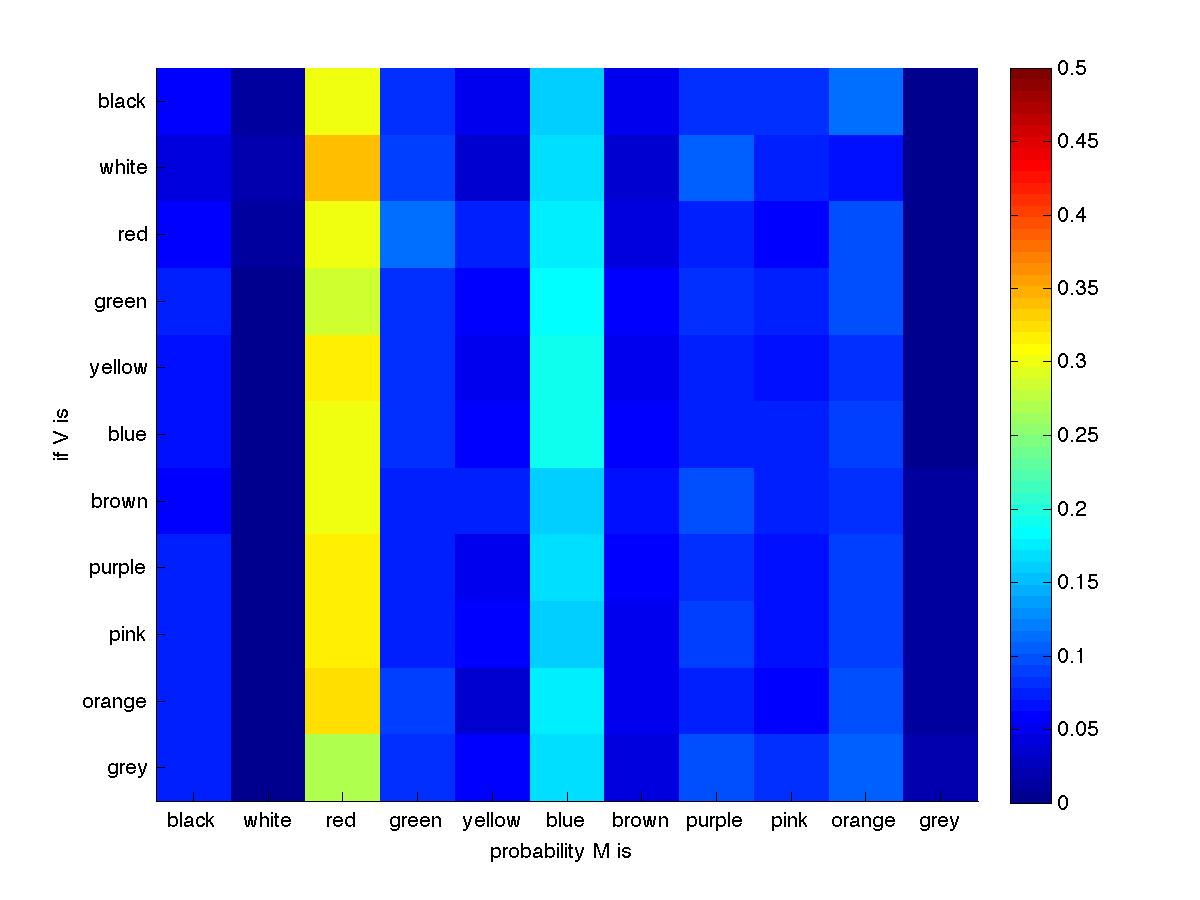 black
white
red
green
yellow
blue
brown
purple
pink
orange
grey
if V is
black white red green yellow blue brown purple pink orange grey
probability M is
0.5
0.45
0.4
0.35
0.3
0.25
0.2
0.15
0.1
0.05
0